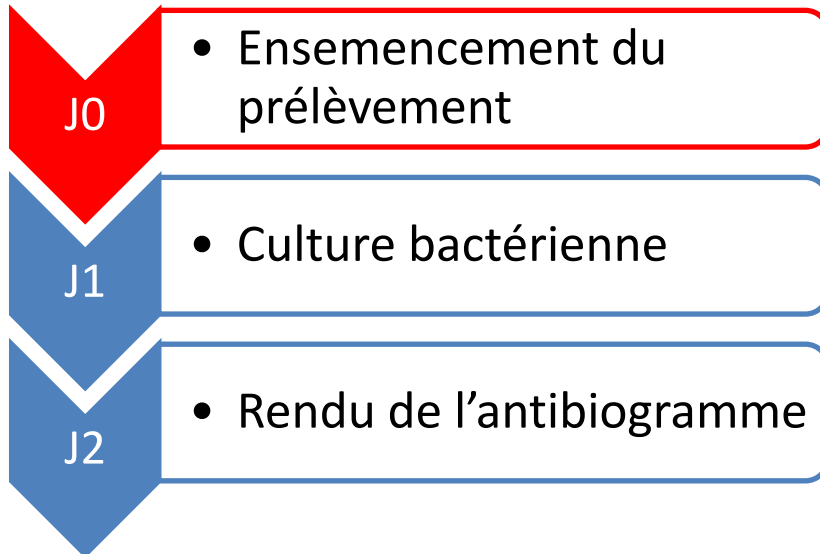 J0
• Ensemencement du
prélèvement
J1
• Culture bactérienne
J2
• Rendu de l’antibiogramme